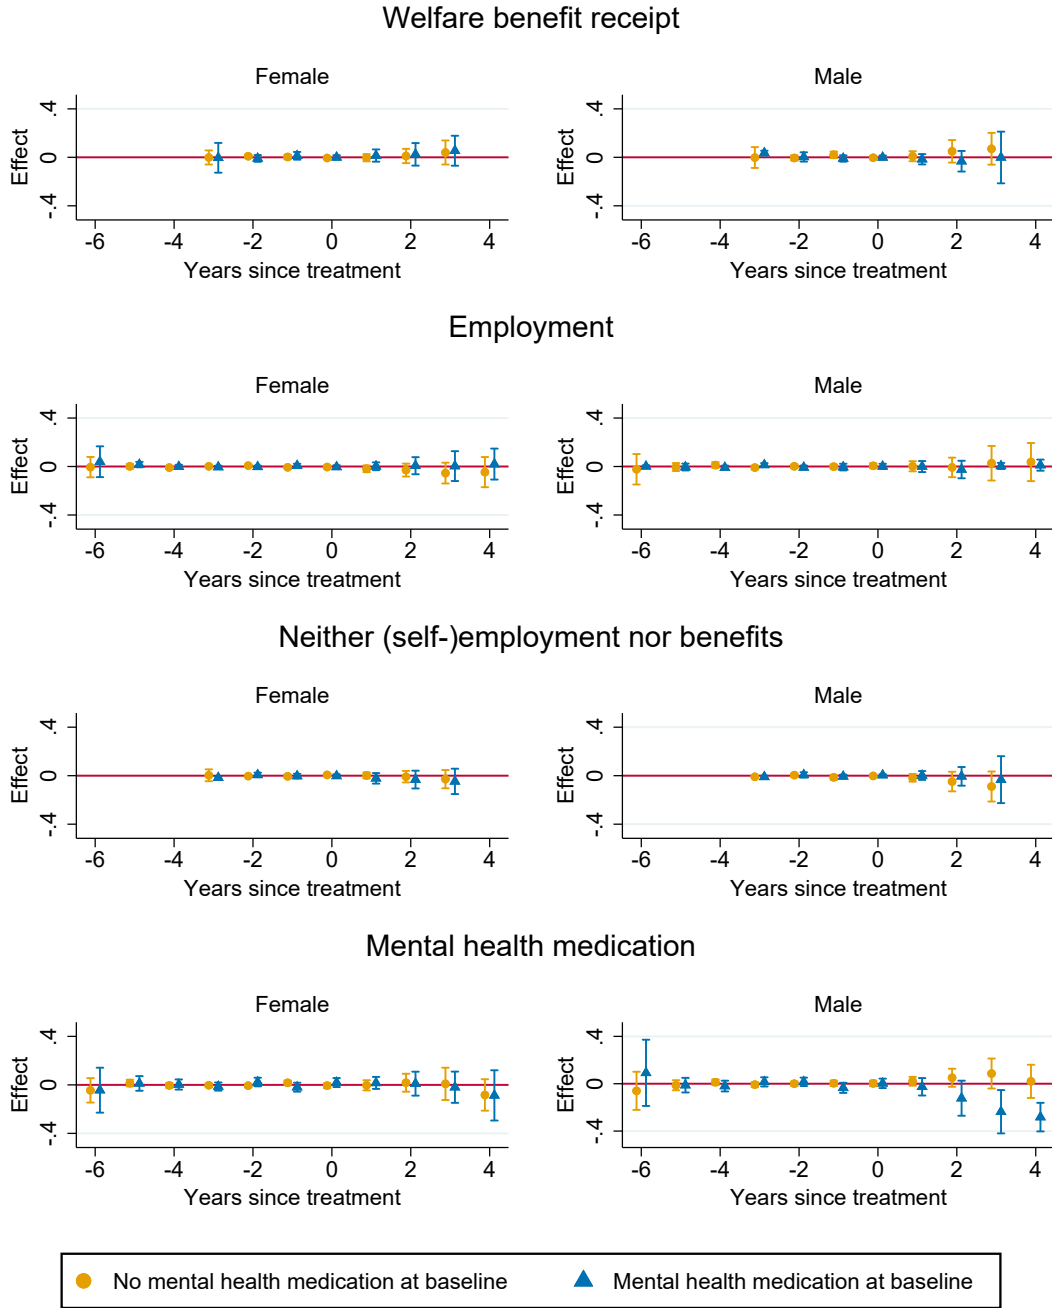 Welfare benefit receipt
Female
Male
Effect
.4
0
-.4
-6 -4 -2 0 2 4
Years since treatment
Effect
.4
0
-.4
-6 -4 -2 0 2 4
Years since treatment
Employment
Female
Male
Effect
.4
0
-.4
-6 -4 -2 0 2 4
Years since treatment
Effect
.4
0
-.4
-6 -4 -2 0 2 4
Years since treatment
Neither (self-)employment nor benefits
Female
Male
Effect
.4
0
-.4
-6 -4 -2 0 2 4
Years since treatment
Effect
.4
0
-.4
-6 -4 -2 0 2 4
Years since treatment
Mental health medication
Female
Male
Effect
.4
0
-.4
-6 -4 -2 0 2 4
Years since treatment
Effect
.4
0
-.4
-6 -4 -2 0 2 4
Years since treatment
No mental health medication at baseline
Mental health medication at baseline